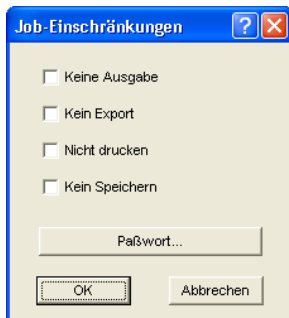 Job-Einschränkungen
Keine Ausgabe
Kein Export
Nicht drucken
Kein Speichern
Paßwort...
OK Abbrechen